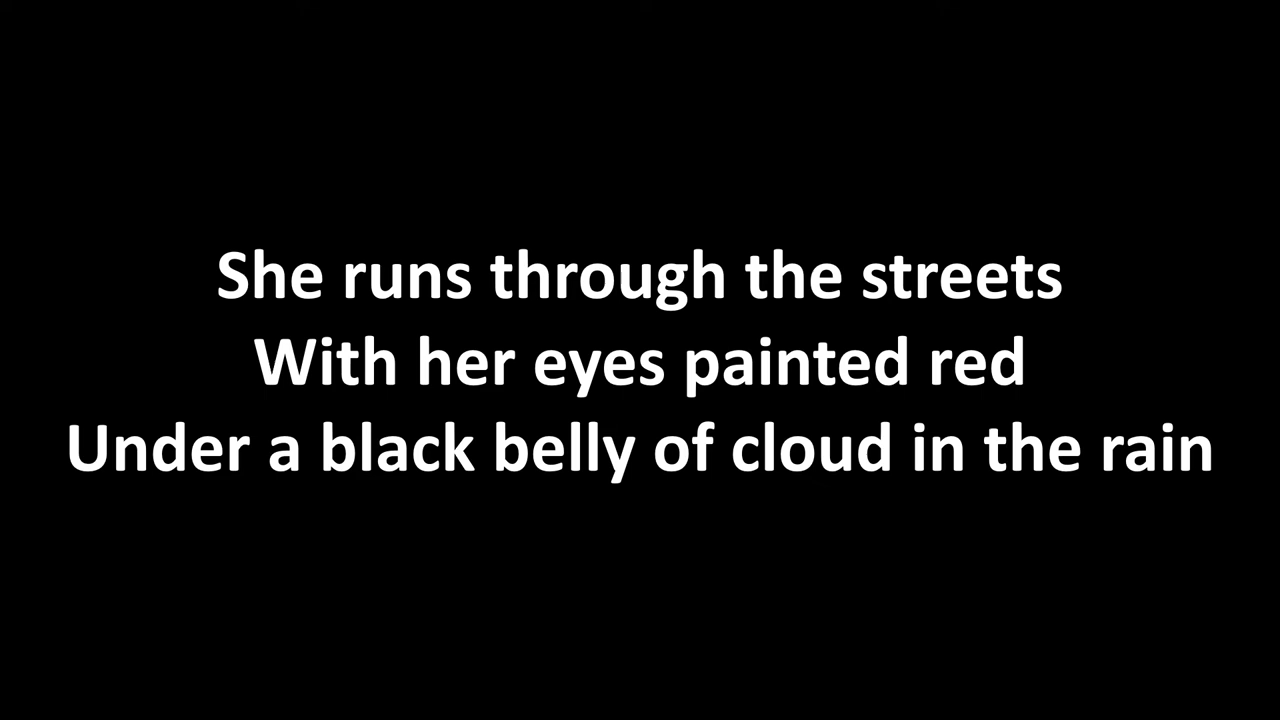 She runs through the streets
With her eyes painted red
Under a black belly of cloud in the rain